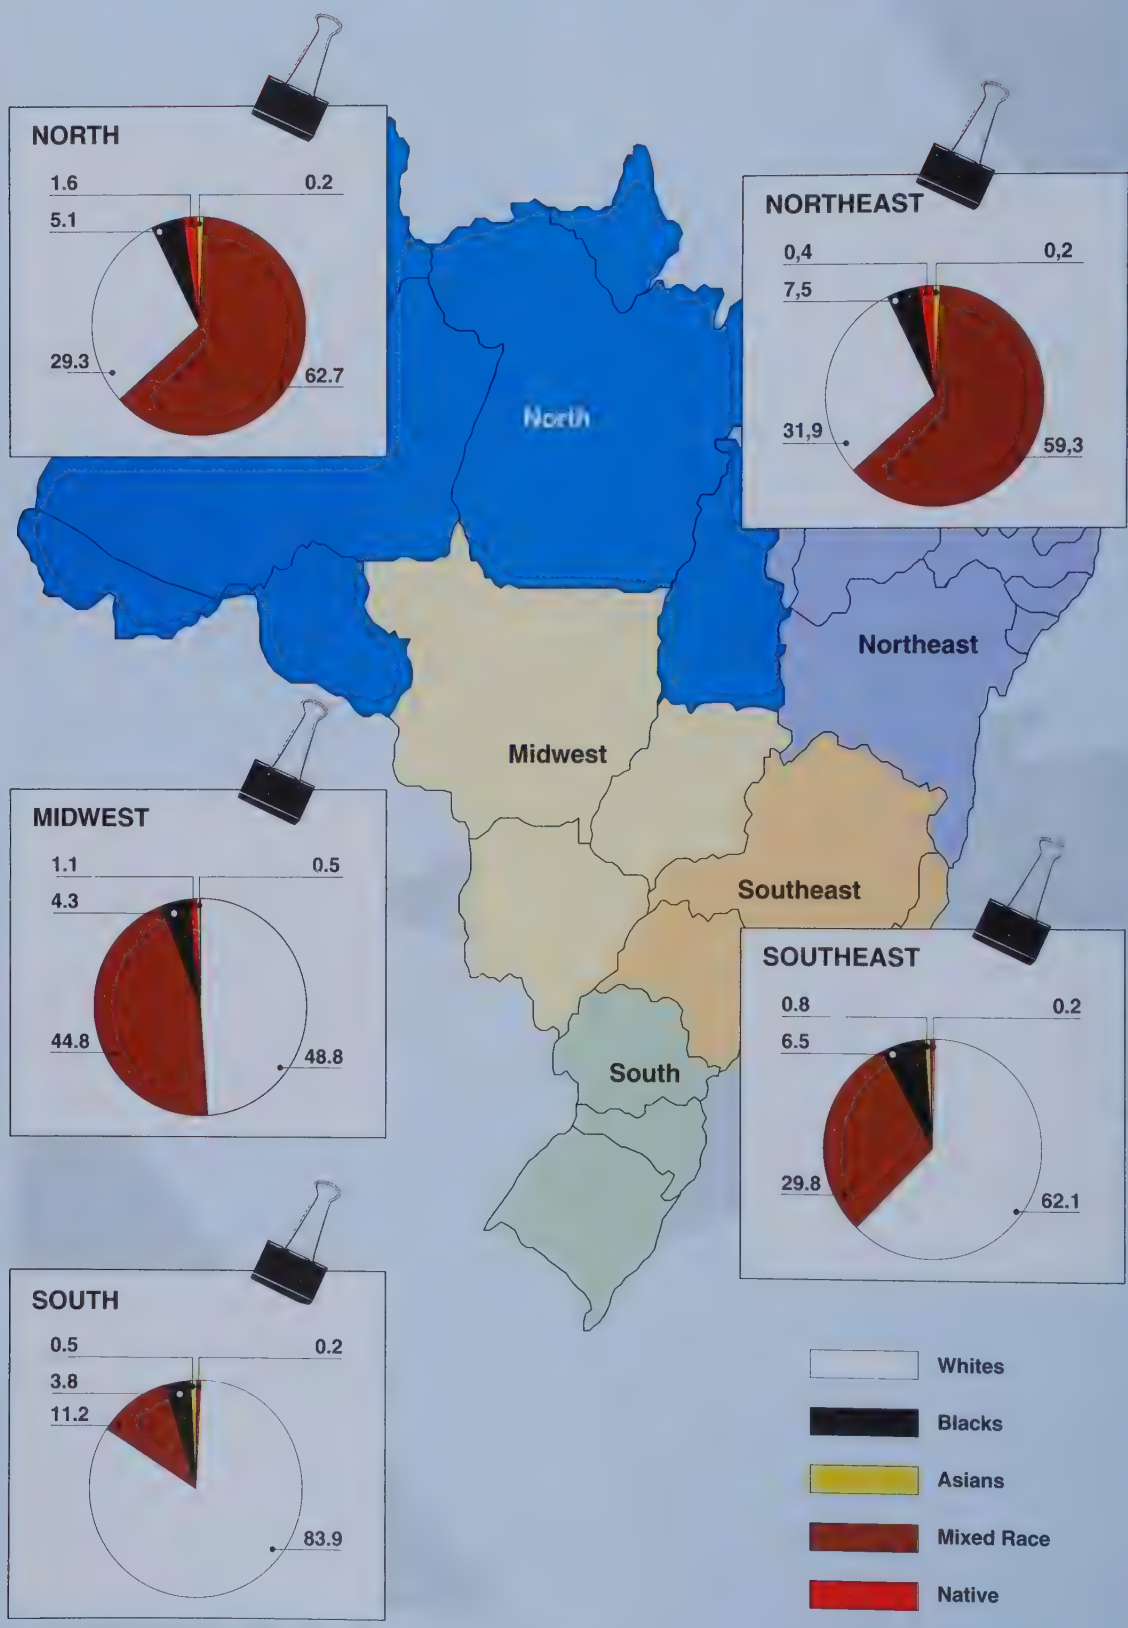 NORTH
1.6 0.2
5.1
29.3
62.7
NORTHEAST
0,4 0,2
7,5
31,9
59,3
North
Northeast
Midwest
Southeast
South
MIDWEST
1.1 0.5
4.3
44.8 48.8
SOUTHEAST
0.8 0.2
6.5
29.8
62.1
SOUTH
0.5 0.2
3.8
11.2
83.9
Whites
Blacks
Asians
Mixed Race
Native